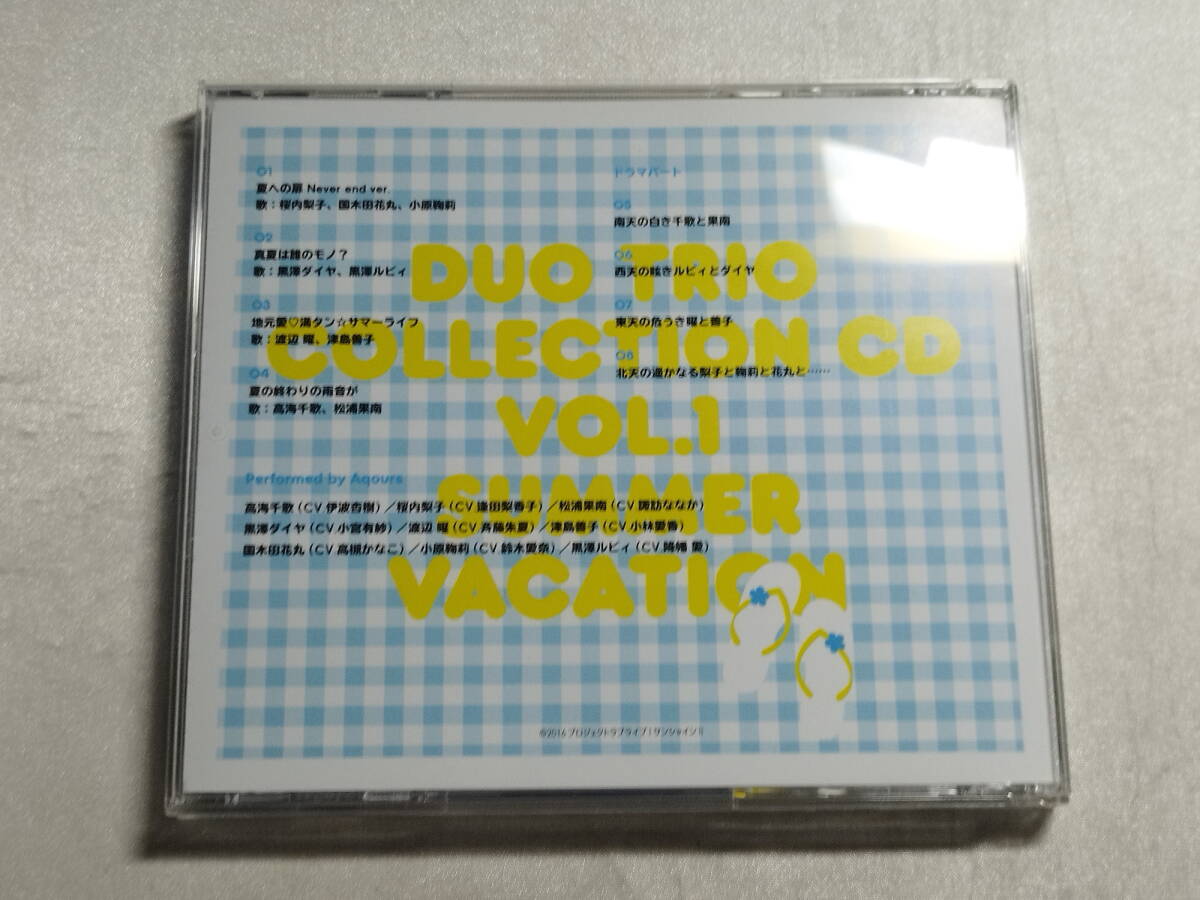 01
夏への扉 Never end ver.
歌：桜内梨子、国木田花丸、小原鞠莉
02
真夏は誰のモノ？
歌：黒澤ダイヤ、黒澤ルビィ
03
地元愛♡満タン☆サマーライフ
歌：渡辺 曜、津島善子
04
夏の終わりの雨音が
歌：高海千歌、松浦果南
ドラマパート
05
南天の白き千歌と果南
06
西天の眩きルビィとダイヤ
07
東天の危うき曜と善子
08
北天の遥かなる梨子と鞠莉と花丸と……
DUO TRIO
COLLECTION CD
VOL.1
SUMMER
VACATION
Performed by Aqours
高海千歌（CV 伊波杏樹）／桜内梨子（CV 逢田梨香子）／松浦果南（CV 諏訪ななか）
黒澤ダイヤ（CV 小宮有紗）／渡辺 曜（CV 斉藤朱夏）／津島善子（CV 小林愛香）
国木田花丸（CV 高槻かなこ）／小原鞠莉（CV 鈴木愛奈）／黒澤ルビィ（CV 降幡 愛）
©2016 プロジェクトラブライブ！サンシャイン!!